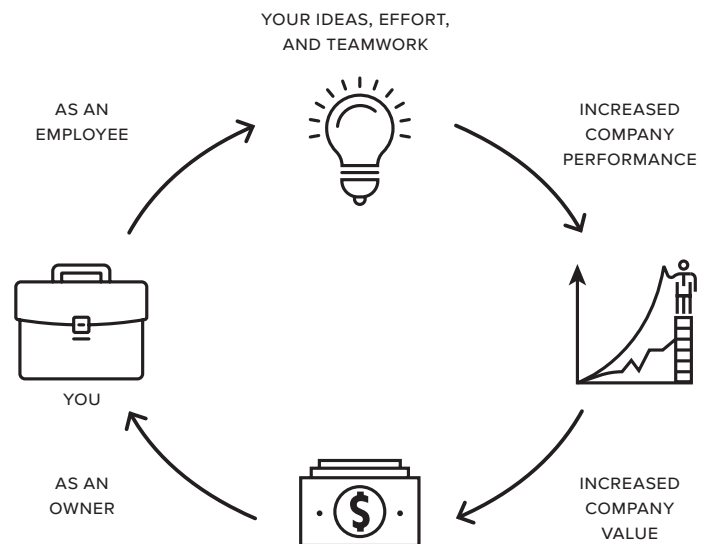 YOUR IDEAS, EFFORT,
AND TEAMWORK
AS AN
EMPLOYEE
INCREASED
COMPANY
PERFORMANCE
YOU
AS AN
OWNER
$
INCREASED
COMPANY
VALUE